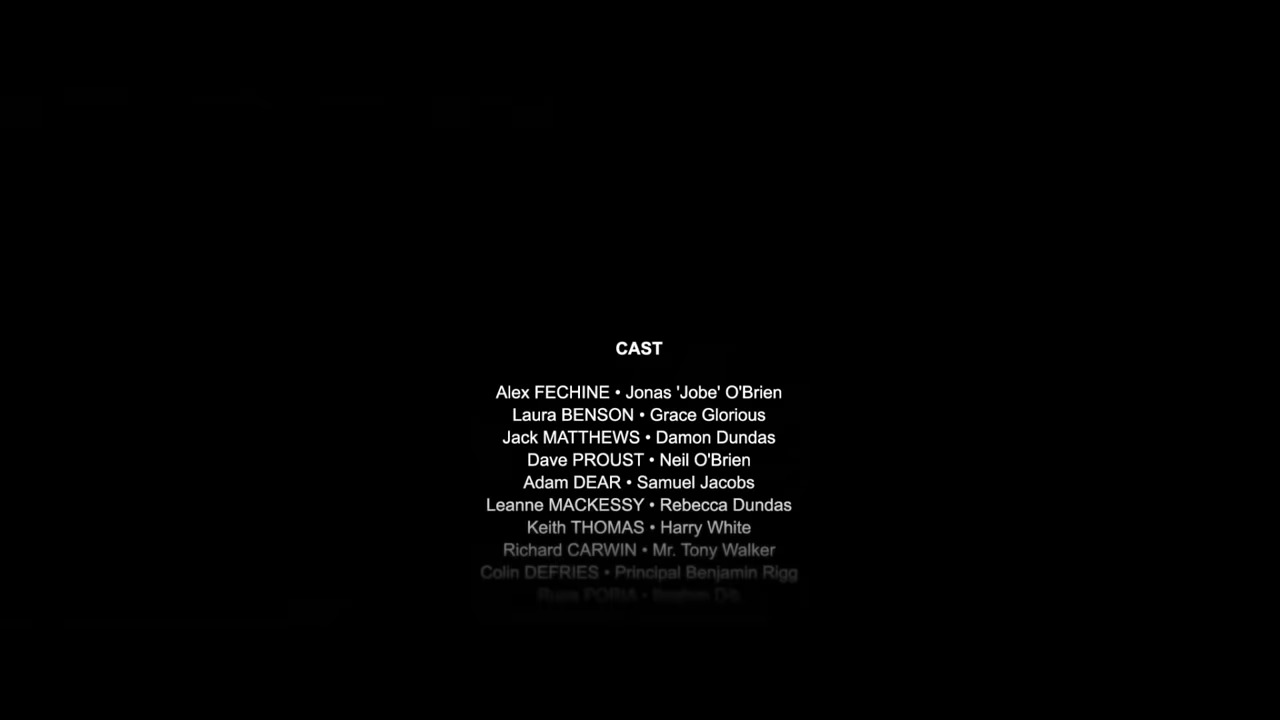 CAST
Alex FECHINE • Jonas 'Jobe' O'Brien
Laura BENSON • Grace Glorious
Jack MATTHEWS • Damon Dundas
Dave PROUST • Neil O'Brien
Adam DEAR • Samuel Jacobs
Leanne MACKESSY • Rebecca Dundas
Keith THOMAS • Harry White
Richard CARWIN • Mr. Tony Walker
Colin DEFRIES • Principal Benjamin Rigg